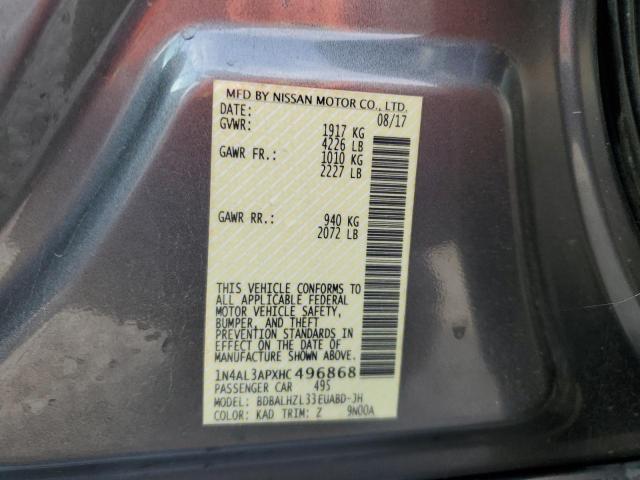 MFD BY NISSAN MOTOR CO., LTD.
DATE: 08/17
GVWR: 1917 KG
4226 LB
GAWR FR.: 1010 KG
2227 LB
GAWR RR.: 940 KG
2072 LB
THIS VEHICLE CONFORMS TO
ALL APPLICABLE FEDERAL
MOTOR VEHICLE SAFETY,
BUMPER, AND THEFT
PREVENTION STANDARDS IN
EFFECT ON THE DATE OF
MANUFACTURE SHOWN ABOVE.
1N4AL3APXHC496868
PASSENGER CAR 495
MODEL: BDBALHZL33EUABD-JH
COLOR: KAD TRIM: Z 9N00A